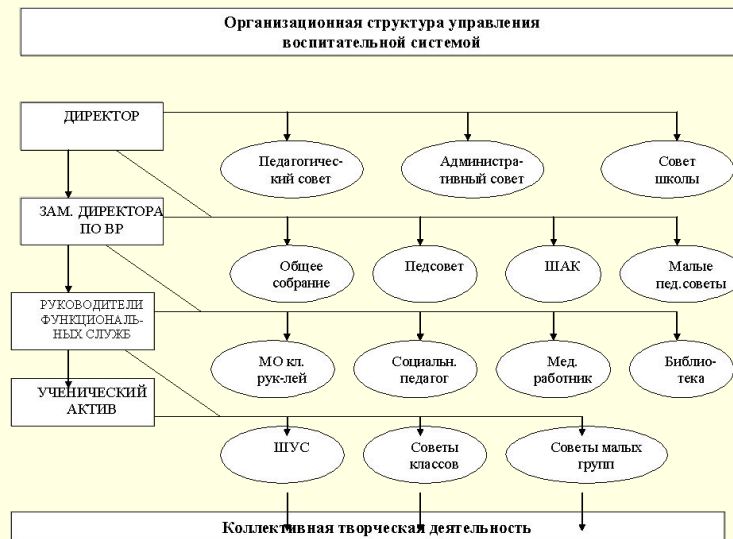 Организационная структура управления
воспитательной системой
ДИРЕКТОР
Педагогичес-
кий совет
Администра-
тивный совет
Совет
школы
ЗАМ. ДИРЕКТОРА
ПО ВР
Общее
собрание
Педсовет
ШАК
Малые
пед.советы
РУКОВОДИТЕЛИ
ФУНКЦИОНАЛЬ-
НЫХ СЛУЖБ
МО кл.
рук-лей
Социальн.
педагог
Мед.
работник
Библио-
тека
УЧЕНИЧЕСКИЙ
АКТИВ
ШУС
Советы
классов
Советы малых
групп
Коллективная творческая деятельность